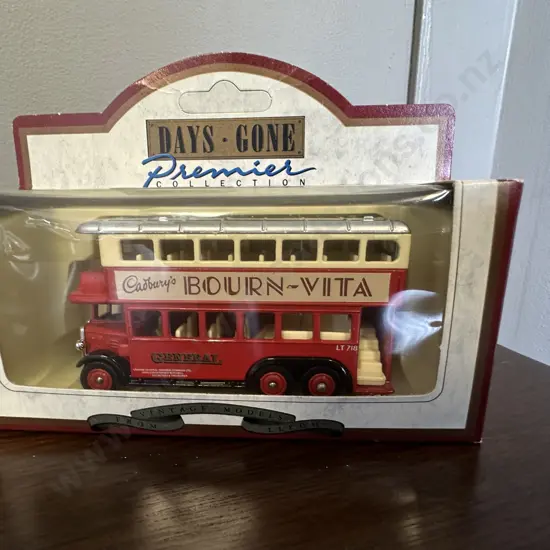 DAYS · GONE
Premier
COLLECTION
Cadbury's BOURN-VITA
GENERAL
LT 718
VINTAGE MODELS
FROM LLEDO